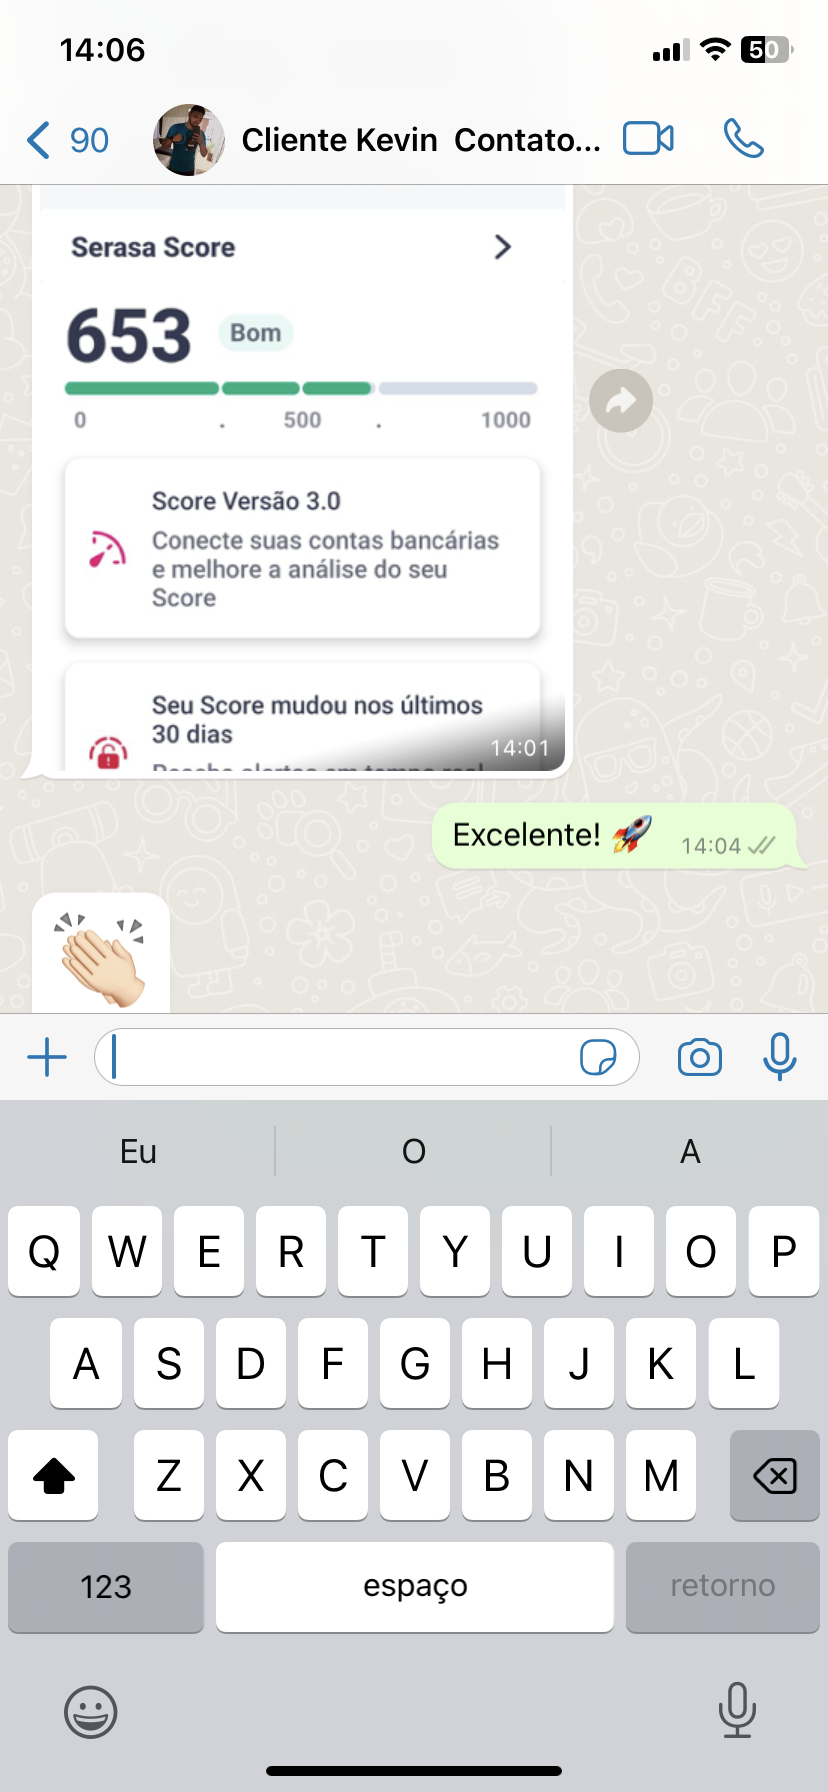 14:06
50
90
Cliente Kevin Contato...
Serasa Score
653
Bom
0 . 500 . 1000
Score Versão 3.0
Conecte suas contas bancárias
e melhore a análise do seu
Score
Seu Score mudou nos últimos
30 dias
14:01
Excelente! 🚀
14:04
👏🏻
Eu O A
Q W E R T Y U I O P
A S D F G H J K L
Z X C V B N M
123 espaço retorno